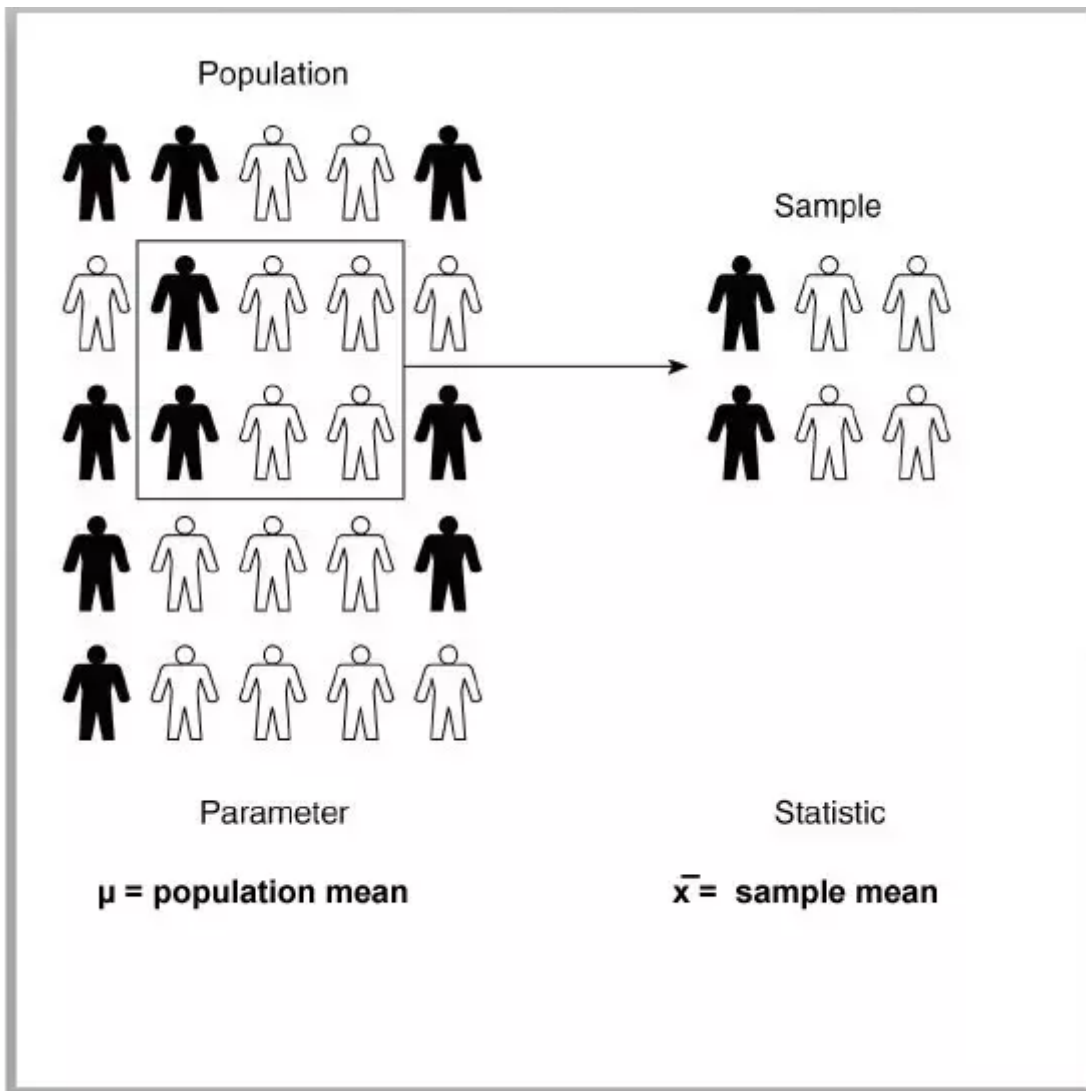 Population
Sample
Parameter
Statistic
μ = population mean
x̄ = sample mean